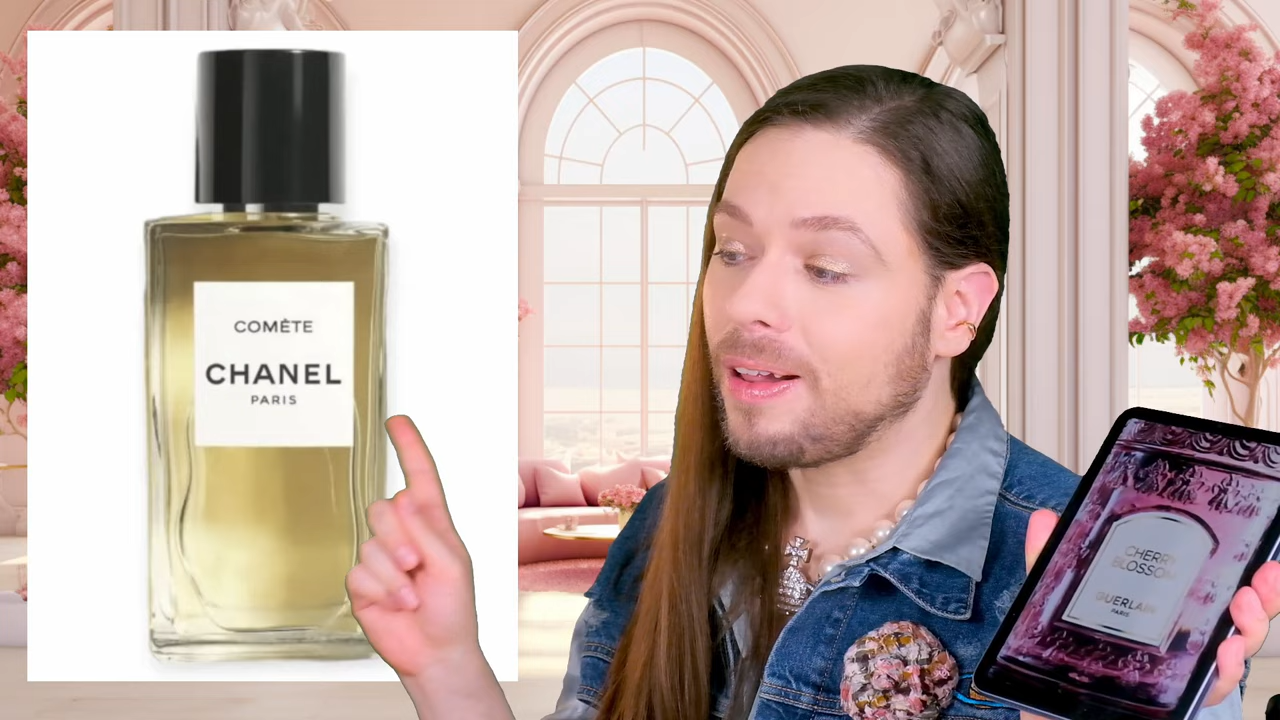 COMÈTE
CHANEL
PARIS
CHERRY
BLOSSOM
GUERLAIN
PARIS